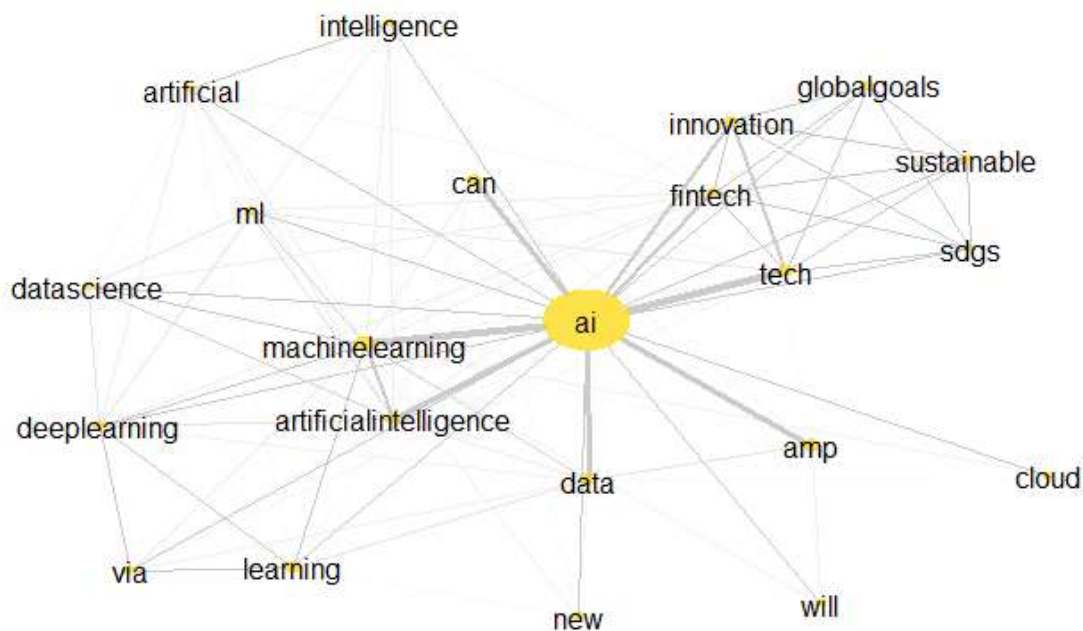 intelligence
artificial
globalgoals
innovation
sustainable
can
fintech
ml
sdgs
tech
datascience
ai
machinelearning
artificialintelligence
deeplearning
amp
cloud
data
via
learning
will
new